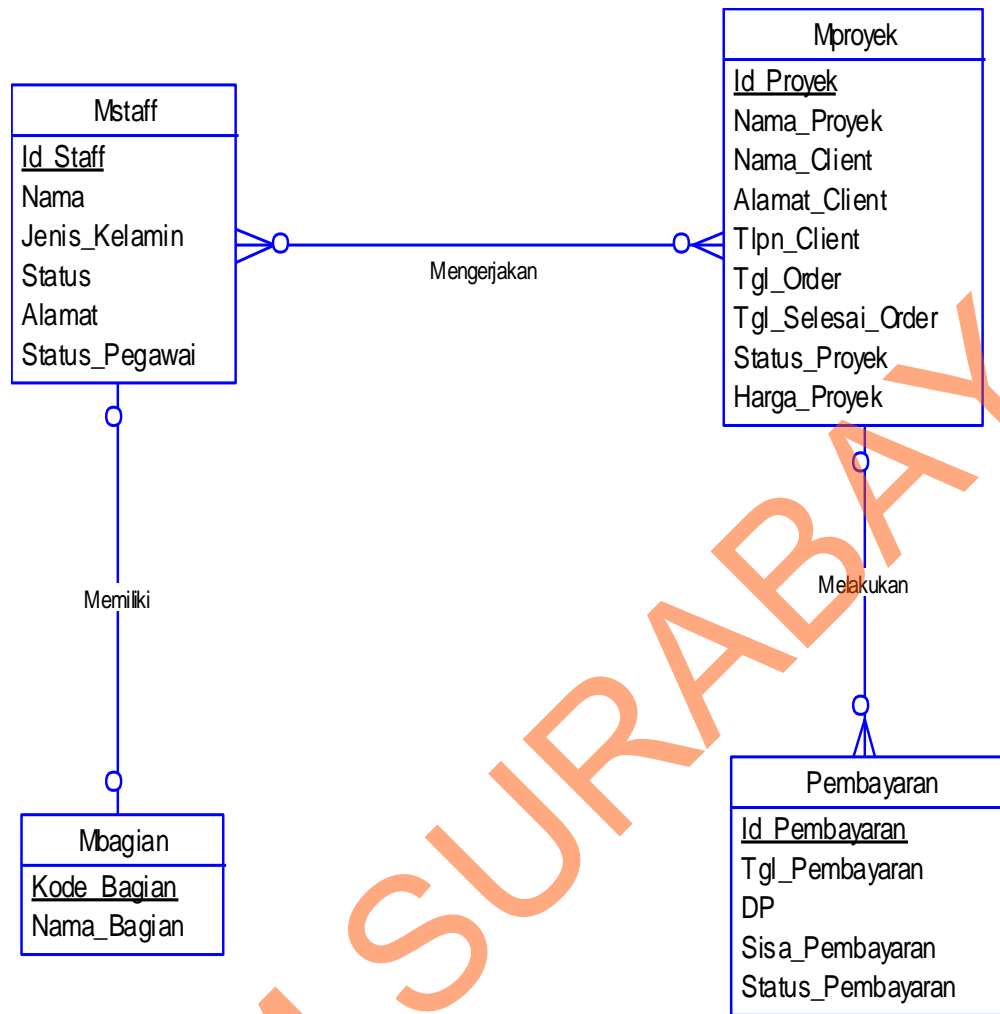 Mproyek
Id_Proyek
Nama_Proyek
Nama_Client
Alamat_Client
Tlpn_Client
Tgl_Order
Tgl_Selesai_Order
Status_Proyek
Harga_Proyek
Mstaff
Id_Staff
Nama
Jenis_Kelamin
Status
Alamat
Status_Pegawai
Mengerjakan
Memiliki
Melakukan
Mbagian
Kode_Bagian
Nama_Bagian
Pembayaran
Id_Pembayaran
Tgl_Pembayaran
DP
Sisa_Pembayaran
Status_Pembayaran
M SURABAY